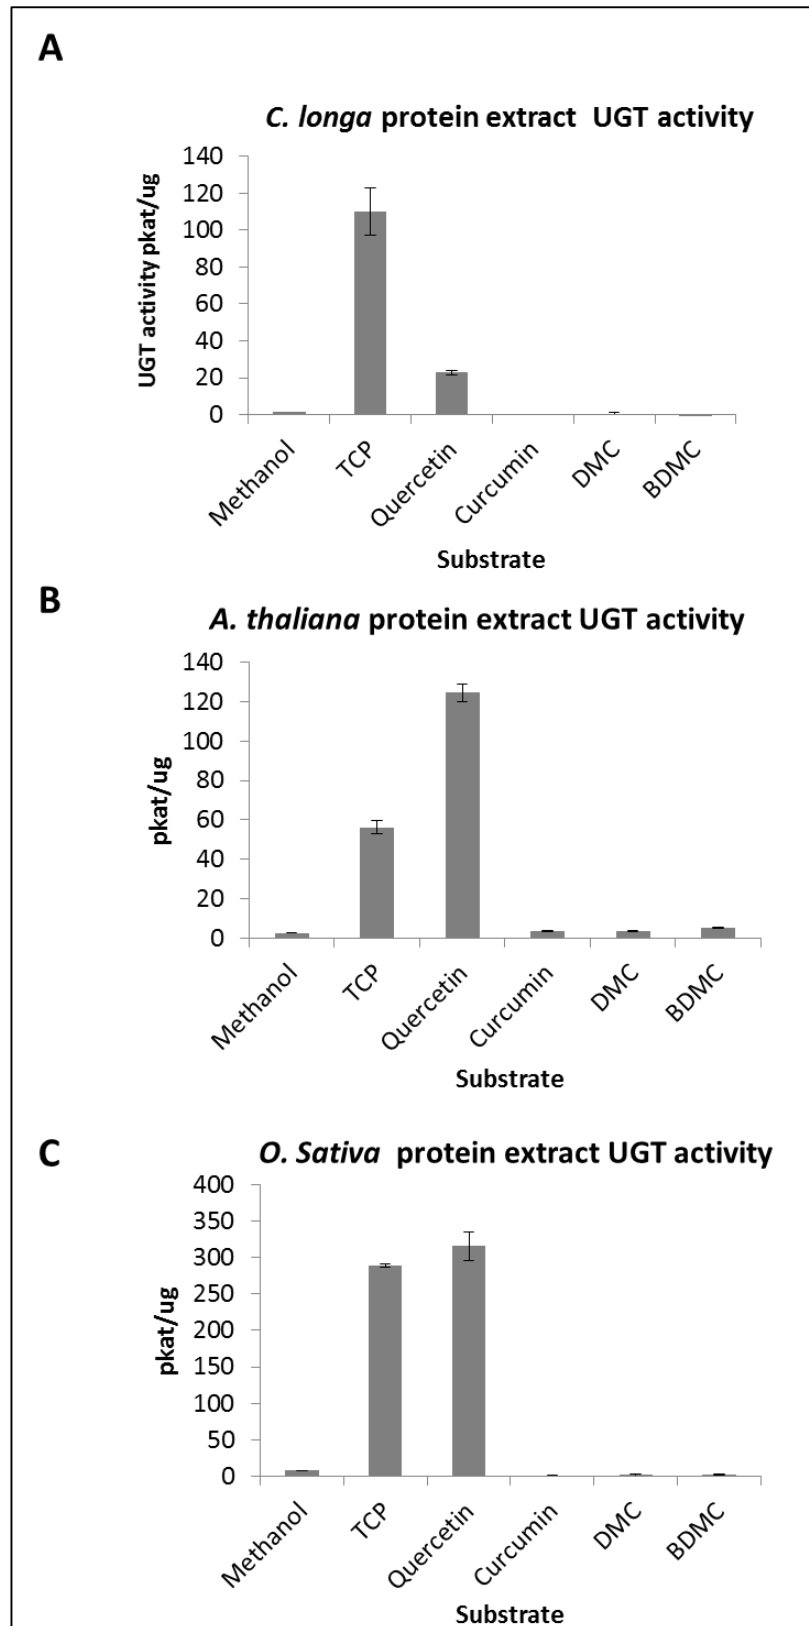 A
C. longa protein extract UGT activity
UGT activity pkat/ug
140
120
100
80
60
40
20
0
Methanol
TCP
Quercetin
Curcumin
DMC
BDMC
Substrate
B
A. thaliana protein extract UGT activity
pkat/ug
140
120
100
80
60
40
20
0
Methanol
TCP
Quercetin
Curcumin
DMC
BDMC
Substrate
C
O. Sativa protein extract UGT activity
pkat/ug
400
350
300
250
200
150
100
50
0
Methanol
TCP
Quercetin
Curcumin
DMC
BDMC
Substrate